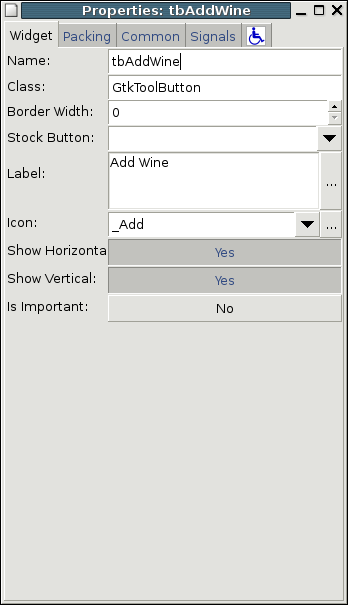 Properties: tbAddWine
Widget Packing Common Signals
Name: tbAddWine
Class: GtkToolButton
Border Width: 0
Stock Button:
Label: Add Wine ...
Icon: _Add ...
Show Horizonta Yes
Show Vertical: Yes
Is Important: No